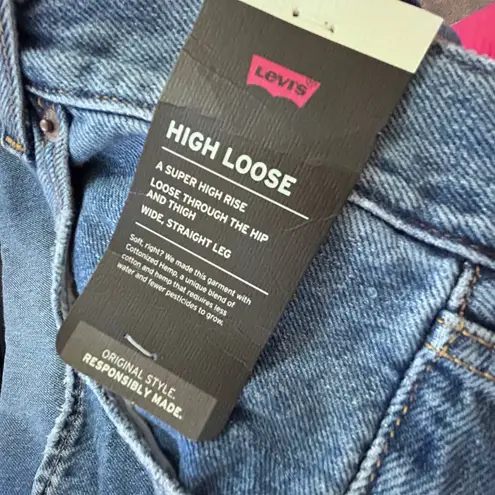 Levi's
HIGH LOOSE
A SUPER HIGH RISE
LOOSE THROUGH THE HIP
AND THIGH
WIDE, STRAIGHT LEG
Soft, right? We made this garment with
Cottonized Hemp, a unique blend of
cotton and hemp that requires less
water and fewer pesticides to grow.
ORIGINAL STYLE.
RESPONSIBLY MADE.